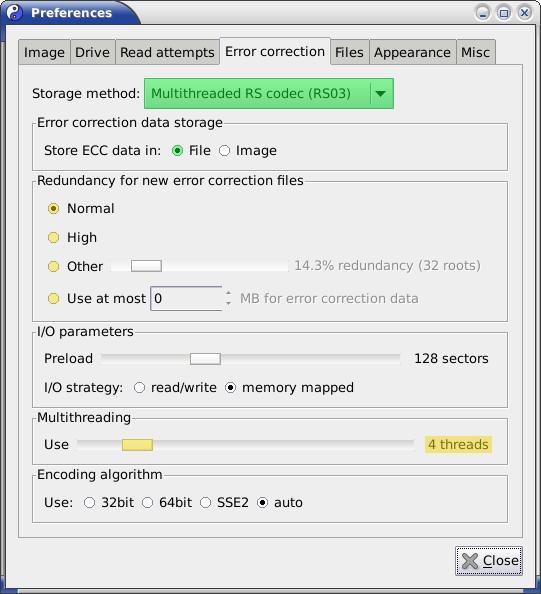 Preferences
Image Drive Read attempts Error correction Files Appearance Misc
Storage method: Multithreaded RS codec (RS03)
Error correction data storage
Store ECC data in: File Image
Redundancy for new error correction files
Normal
High
Other 14.3% redundancy (32 roots)
Use at most 0 MB for error correction data
I/O parameters
Preload 128 sectors
I/O strategy: read/write memory mapped
Multithreading
Use 4 threads
Encoding algorithm
Use: 32bit 64bit SSE2 auto
Close